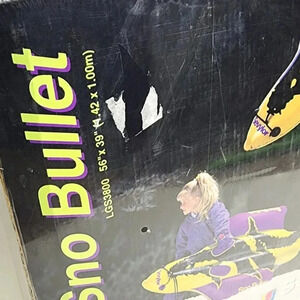 Sno Bullet
LGS3800 56" x 39" (1.42 x 1.00m)